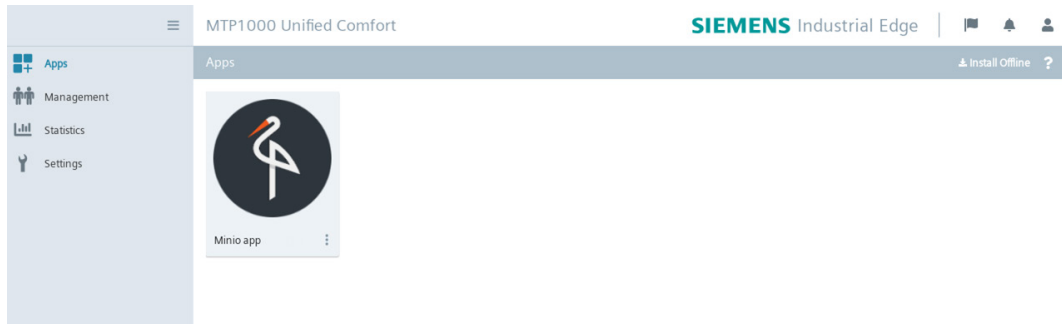 MTP1000 Unified Comfort
SIEMENS Industrial Edge
Apps
Management
Statistics
Settings
Apps
Install Offline ?
Minio app